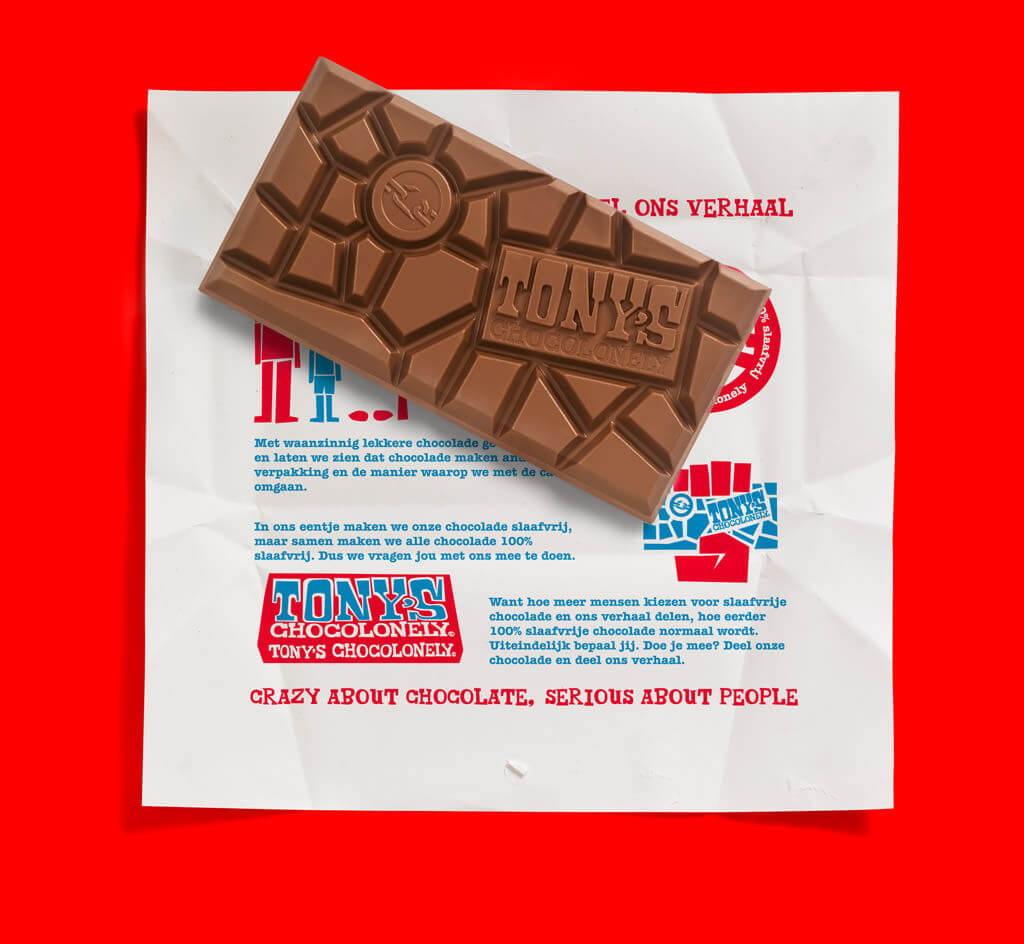 ONS VERHAAL
TONY'S
CHOCOLONELY
slaafvrij
Met waanzinnig lekkere chocolade
en laten we zien dat chocolade maken
verpakking en de manier waarop we met de
omgaan.
TONY'S
CHOCOLONELY
In ons eentje maken we onze chocolade slaafvrij,
maar samen maken we alle chocolade 100%
slaafvrij. Dus we vragen jou met ons mee te doen.
TONY'S
CHOCOLONELY®
TONY'S CHOCOLONELY®
Want hoe meer mensen kiezen voor slaafvrije
chocolade en ons verhaal delen, hoe eerder
100% slaafvrije chocolade normaal wordt.
Uiteindelijk bepaal jij. Doe je mee? Deel onze
chocolade en deel ons verhaal.
CRAZY ABOUT CHOCOLATE, SERIOUS ABOUT PEOPLE